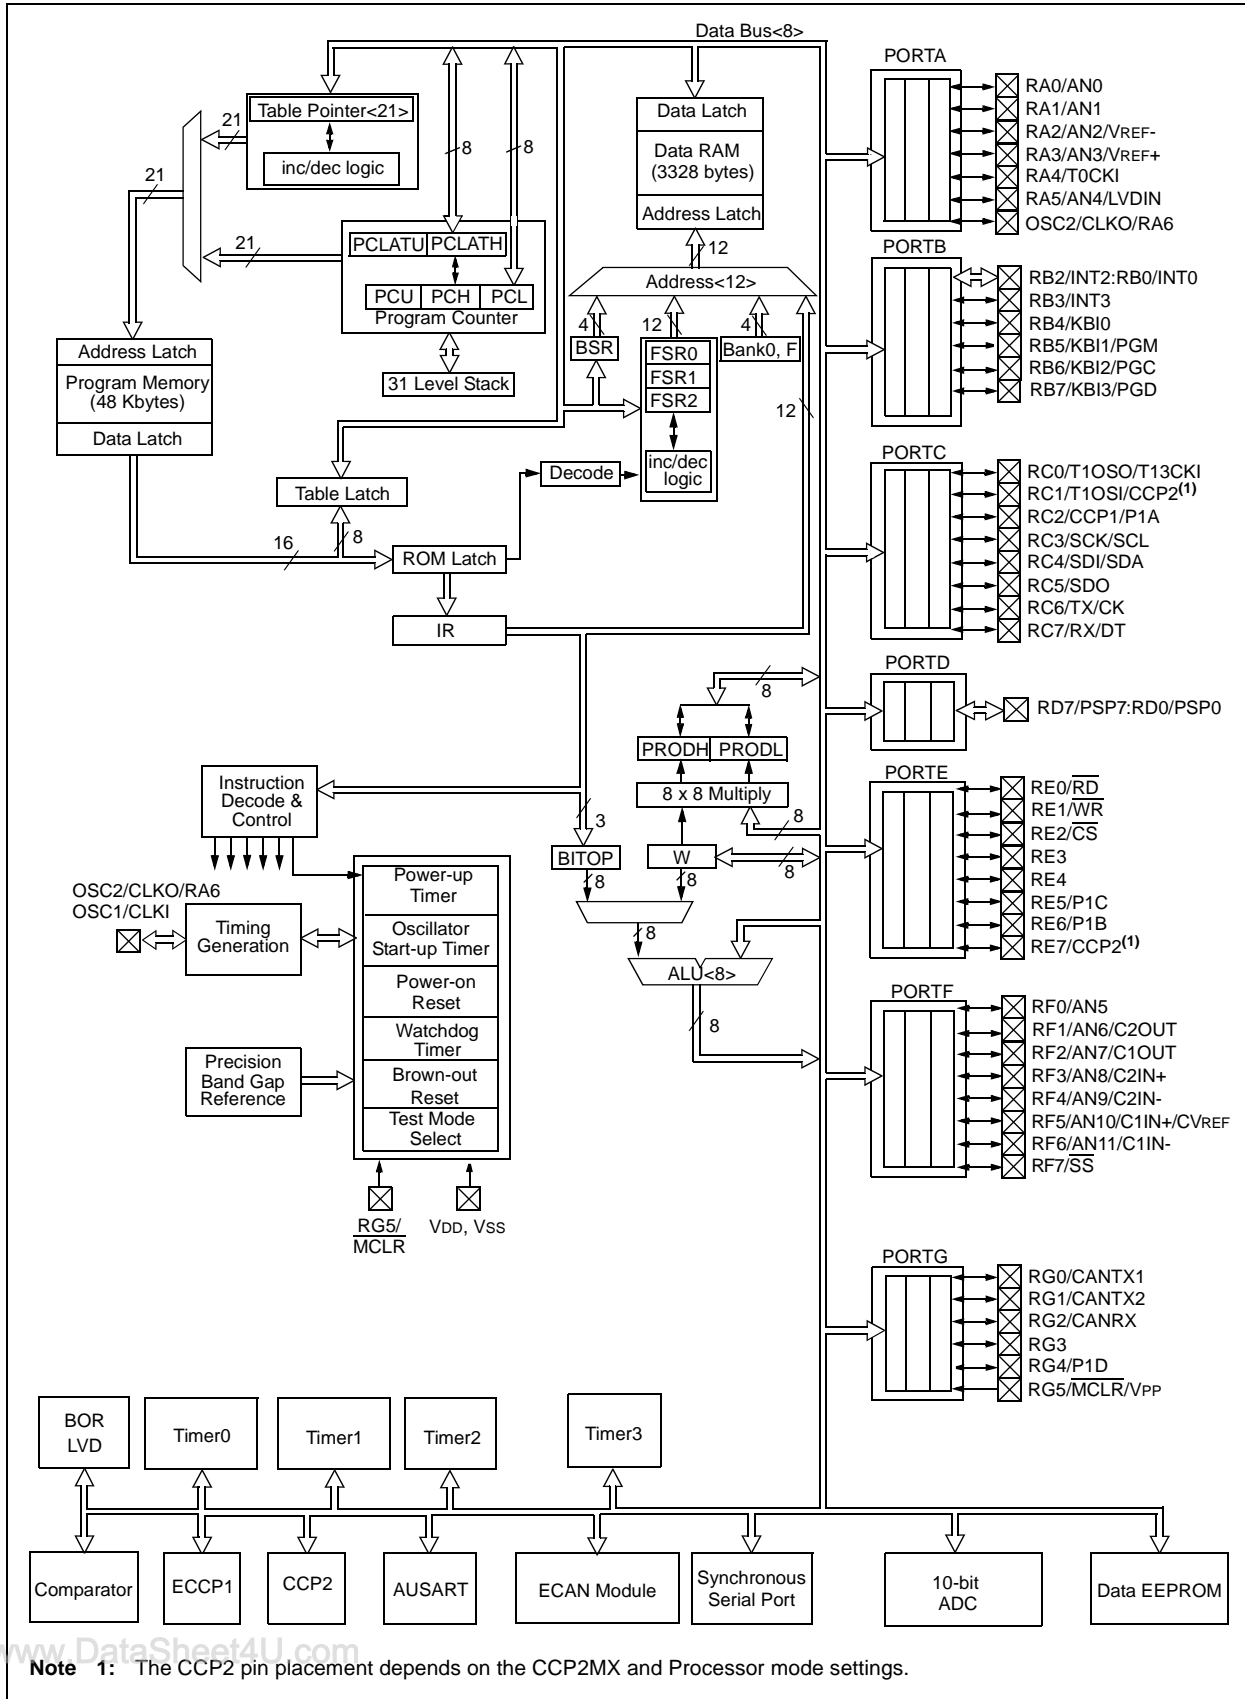 Data Bus<8>
Table Pointer<21>
inc/dec logic
21
21
8
8
21
PCLATU PCLATH
PCU PCH PCL
Program Counter
31 Level Stack
Address Latch
Program Memory
(48 Kbytes)
Data Latch
Data Latch
Data RAM
(3328 bytes)
Address Latch
12
Address<12>
4
12
4
BSR
FSR0
FSR1
FSR2
inc/dec
logic
Bank0, F
12
Table Latch
8
16
ROM Latch
Decode
IR
8
PRODH PRODL
8 x 8 Multiply
8
3
BITOP
W
8
8
8
8
ALU<8>
8
Instruction
Decode &
Control
OSC2/CLKO/RA6
OSC1/CLKI
Timing
Generation
Power-up
Timer
Oscillator
Start-up Timer
Power-on
Reset
Watchdog
Timer
Brown-out
Reset
Test Mode
Select
Precision
Band Gap
Reference
RG5/
MCLR
VDD, VSS
PORTA
RA0/AN0
RA1/AN1
RA2/AN2/VREF-
RA3/AN3/VREF+
RA4/T0CKI
RA5/AN4/LVDIN
OSC2/CLKO/RA6
PORTB
RB2/INT2:RB0/INT0
RB3/INT3
RB4/KBI0
RB5/KBI1/PGM
RB6/KBI2/PGC
RB7/KBI3/PGD
PORTC
RC0/T1OSO/T13CKI
RC1/T1OSI/CCP2(1)
RC2/CCP1/P1A
RC3/SCK/SCL
RC4/SDI/SDA
RC5/SDO
RC6/TX/CK
RC7/RX/DT
PORTD
RD7/PSP7:RD0/PSP0
PORTE
RE0/RD
RE1/WR
RE2/CS
RE3
RE4
RE5/P1C
RE6/P1B
RE7/CCP2(1)
PORTF
RF0/AN5
RF1/AN6/C2OUT
RF2/AN7/C1OUT
RF3/AN8/C2IN+
RF4/AN9/C2IN-
RF5/AN10/C1IN+/CVREF
RF6/AN11/C1IN-
RF7/SS
PORTG
RG0/CANTX1
RG1/CANTX2
RG2/CANRX
RG3
RG4/P1D
RG5/MCLR/VPP
BOR
LVD
Timer0
Timer1
Timer2
Timer3
Comparator
ECCP1
CCP2
AUSART
ECAN Module
Synchronous
Serial Port
10-bit
ADC
Data EEPROM
www.DataSheet4U.com
Note 1: The CCP2 pin placement depends on the CCP2MX and Processor mode settings.